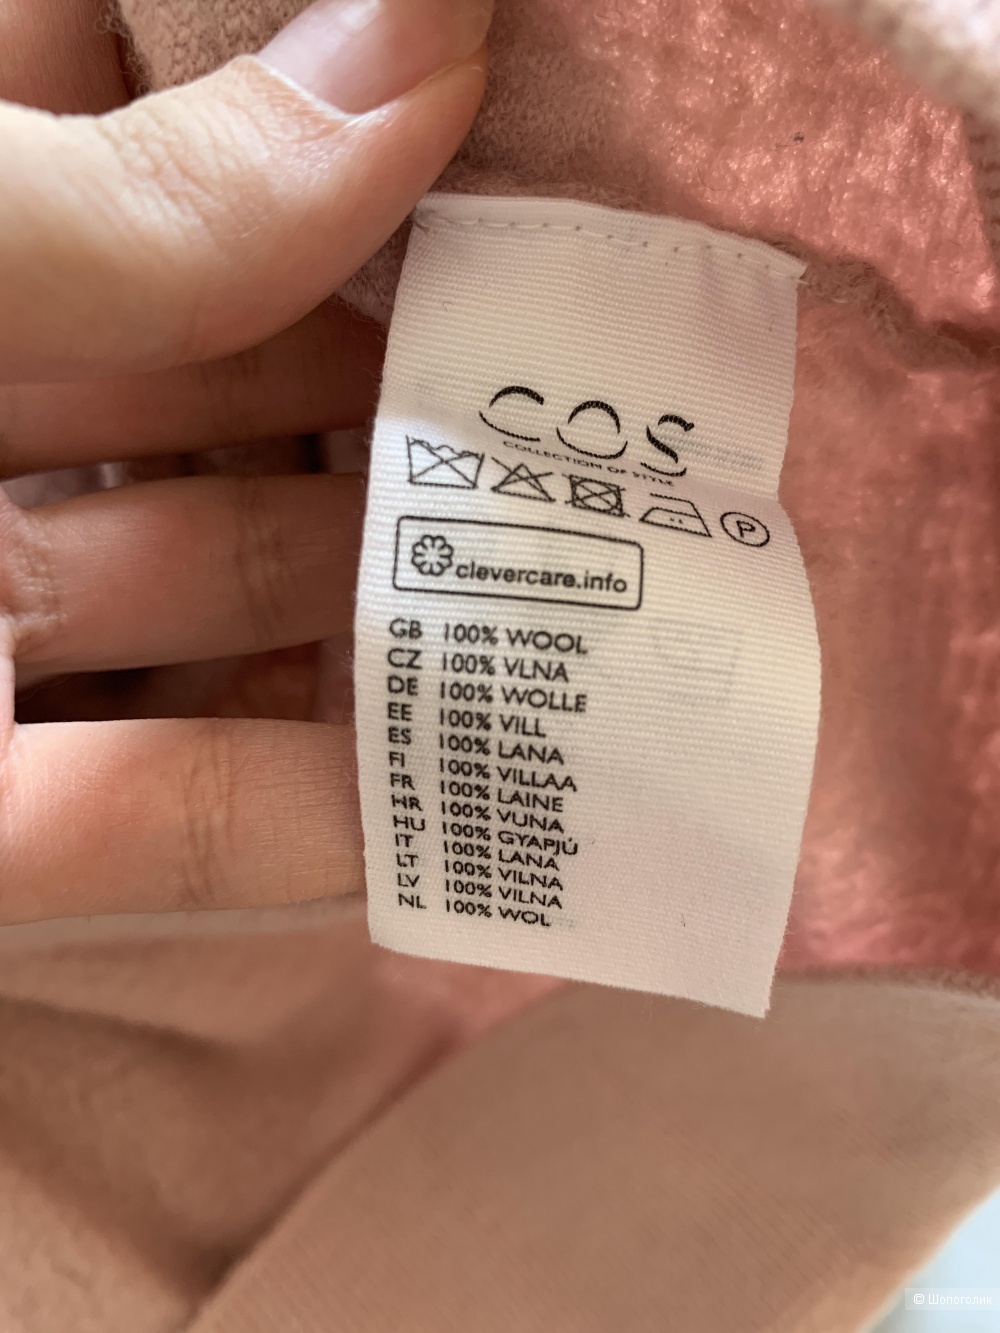 COS
COLLECTION OF STYLE
P
clevercare.info
GB 100% WOOL
CZ 100% VLNA
DE 100% WOLLE
EE 100% VILL
ES 100% LANA
FI 100% VILLAA
FR 100% LAINE
HR 100% VUNA
HU 100% GYAPJÚ
IT 100% LANA
LT 100% VILNA
LV 100% VILNA
NL 100% WOL
© Шопоголик